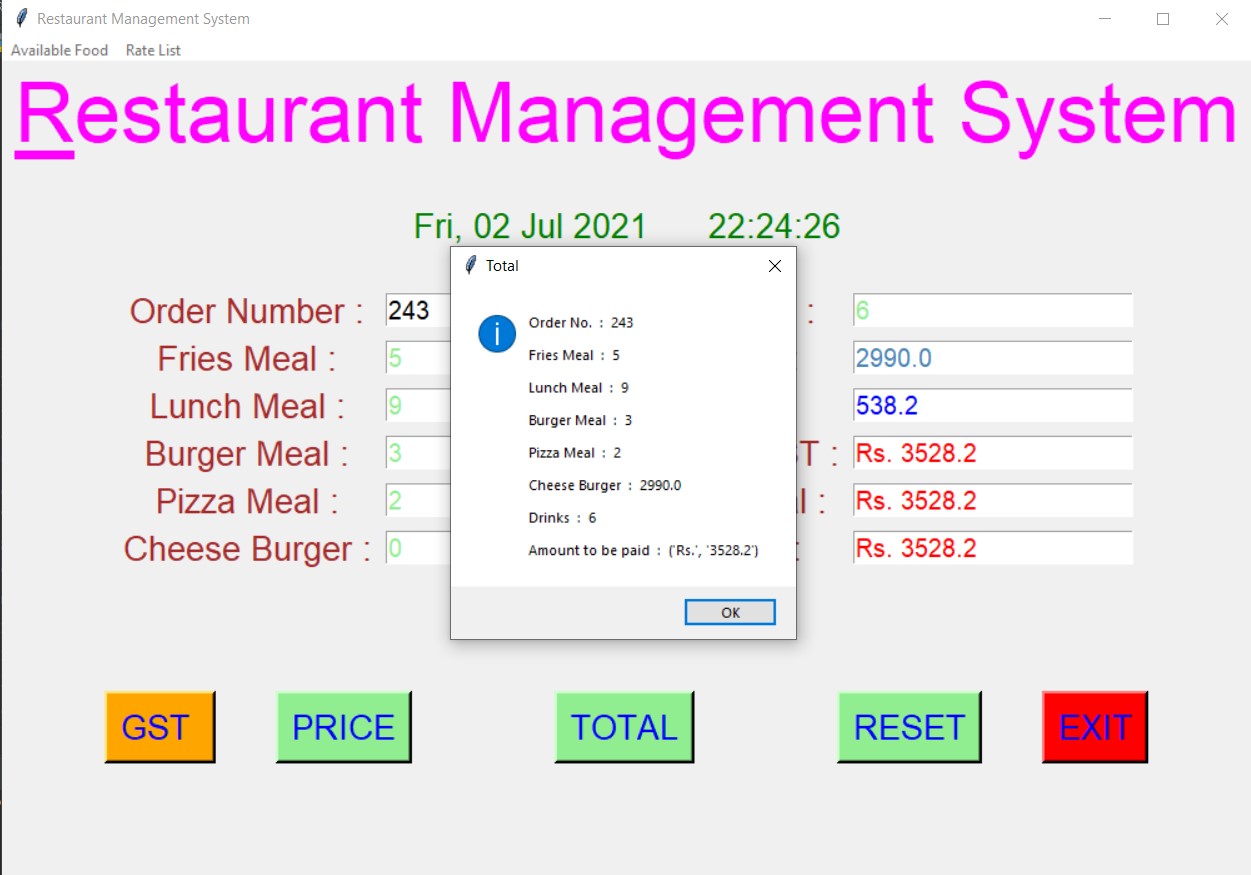 Restaurant Management System
Available Food Rate List
Restaurant Management System
Fri, 02 Jul 2021 22:24:26
Total
Order No. : 243
Fries Meal : 5
Lunch Meal : 9
Burger Meal : 3
Pizza Meal : 2
Cheese Burger : 2990.0
Drinks : 6
Amount to be paid : ('Rs.', '3528.2')
OK
Order Number : 243
Fries Meal : 5
Lunch Meal : 9
Burger Meal : 3
Pizza Meal : 2
Cheese Burger : 0
: 6
2990.0
538.2
T : Rs. 3528.2
l : Rs. 3528.2
: Rs. 3528.2
GST PRICE TOTAL RESET EXIT